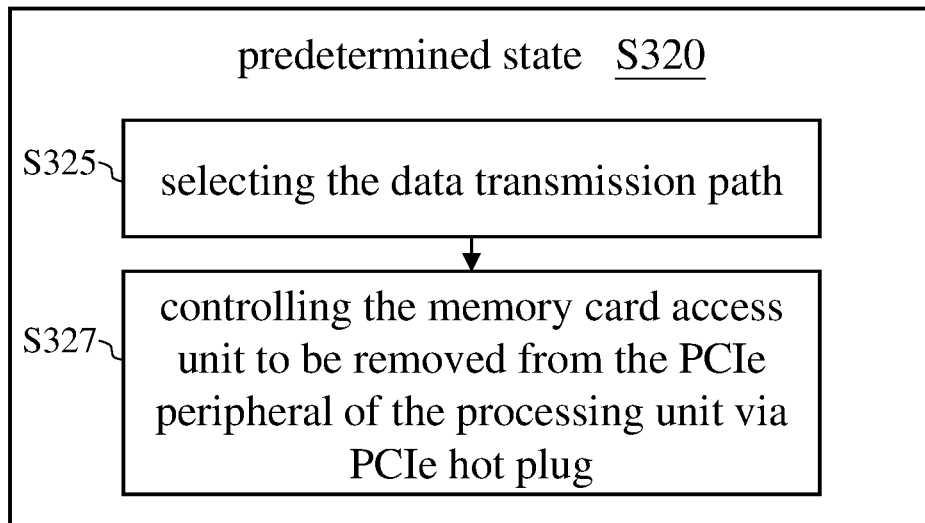 predetermined state S320
S325
selecting the data transmission path
S327
controlling the memory card access
unit to be removed from the PCIe
peripheral of the processing unit via
PCIe hot plug